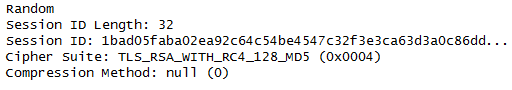 Random
Session ID Length: 32
Session ID: 1bad05faba02ea92c64c54be4547c32f3e3ca63d3a0c86dd...
Cipher Suite: TLS_RSA_WITH_RC4_128_MD5 (0x0004)
Compression Method: null (0)